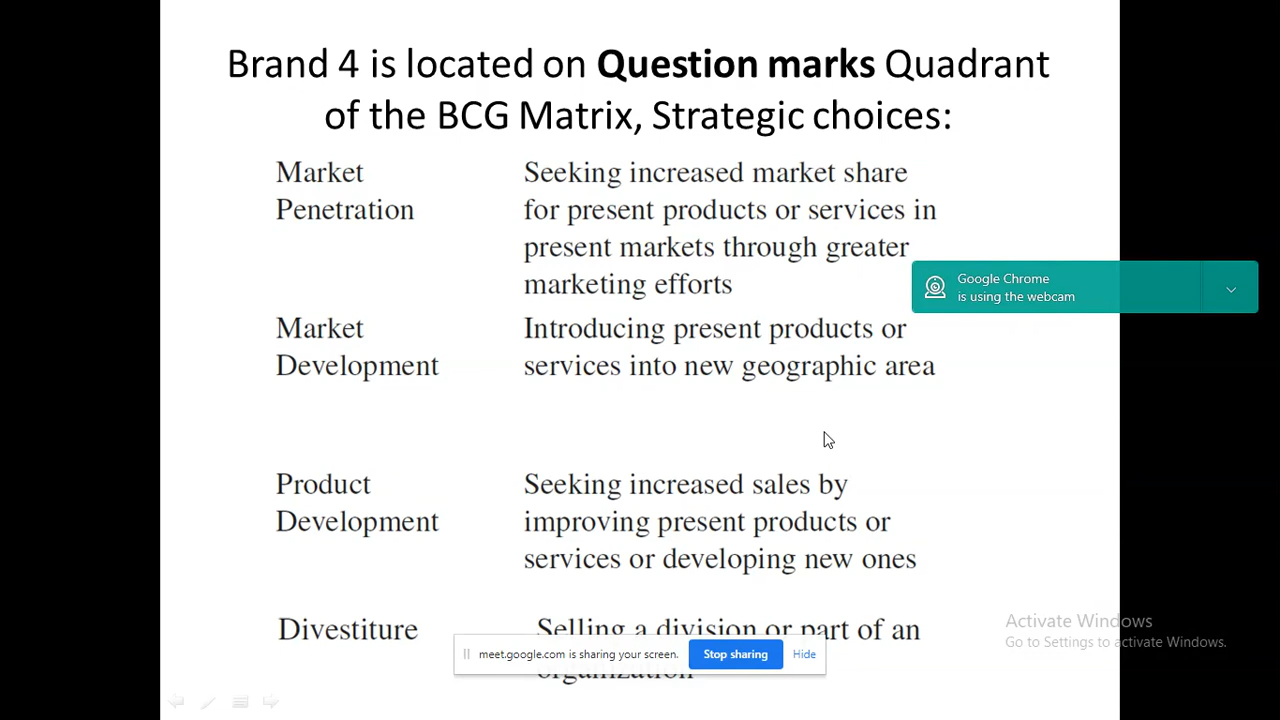 Brand 4 is located on Question marks Quadrant
of the BCG Matrix, Strategic choices:
Market
Penetration
Seeking increased market share
for present products or services in
present markets through greater
marketing efforts
Google Chrome
is using the webcam
Market
Development
Introducing present products or
services into new geographic area
Product
Development
Seeking increased sales by
improving present products or
services or developing new ones
Divestiture
Selling a division or part of an
organization
meet.google.com is sharing your screen.
Stop sharing
Hide
Activate Windows
Go to Settings to activate Windows.